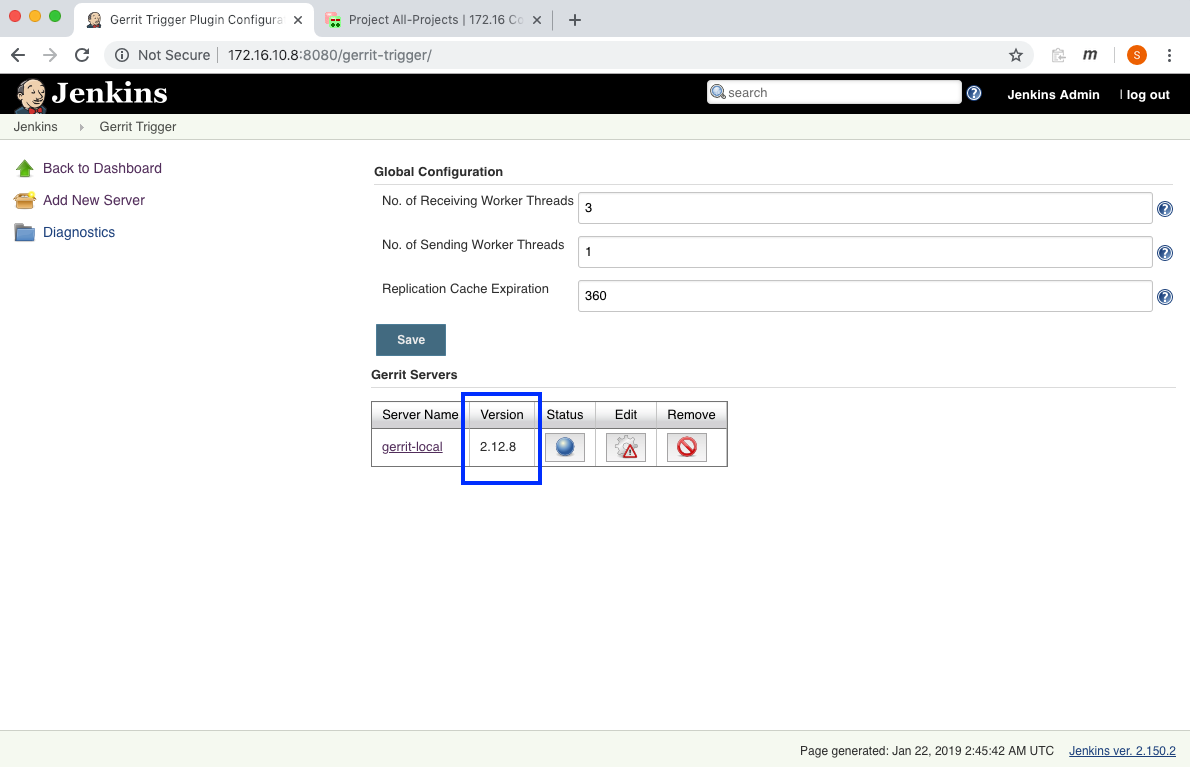 Gerrit Trigger Plugin Configura
Project All-Projects | 172.16 Co
Not Secure 172.16.10.8:8080/gerrit-trigger/
m S
Jenkins search Jenkins Admin | log out
Jenkins Gerrit Trigger
Back to Dashboard
Add New Server
Diagnostics
Global Configuration
No. of Receiving Worker Threads 3
No. of Sending Worker Threads 1
Replication Cache Expiration 360
Save
Gerrit Servers
Server Name Version Status Edit Remove
gerrit-local 2.12.8
Page generated: Jan 22, 2019 2:45:42 AM UTC Jenkins ver. 2.150.2